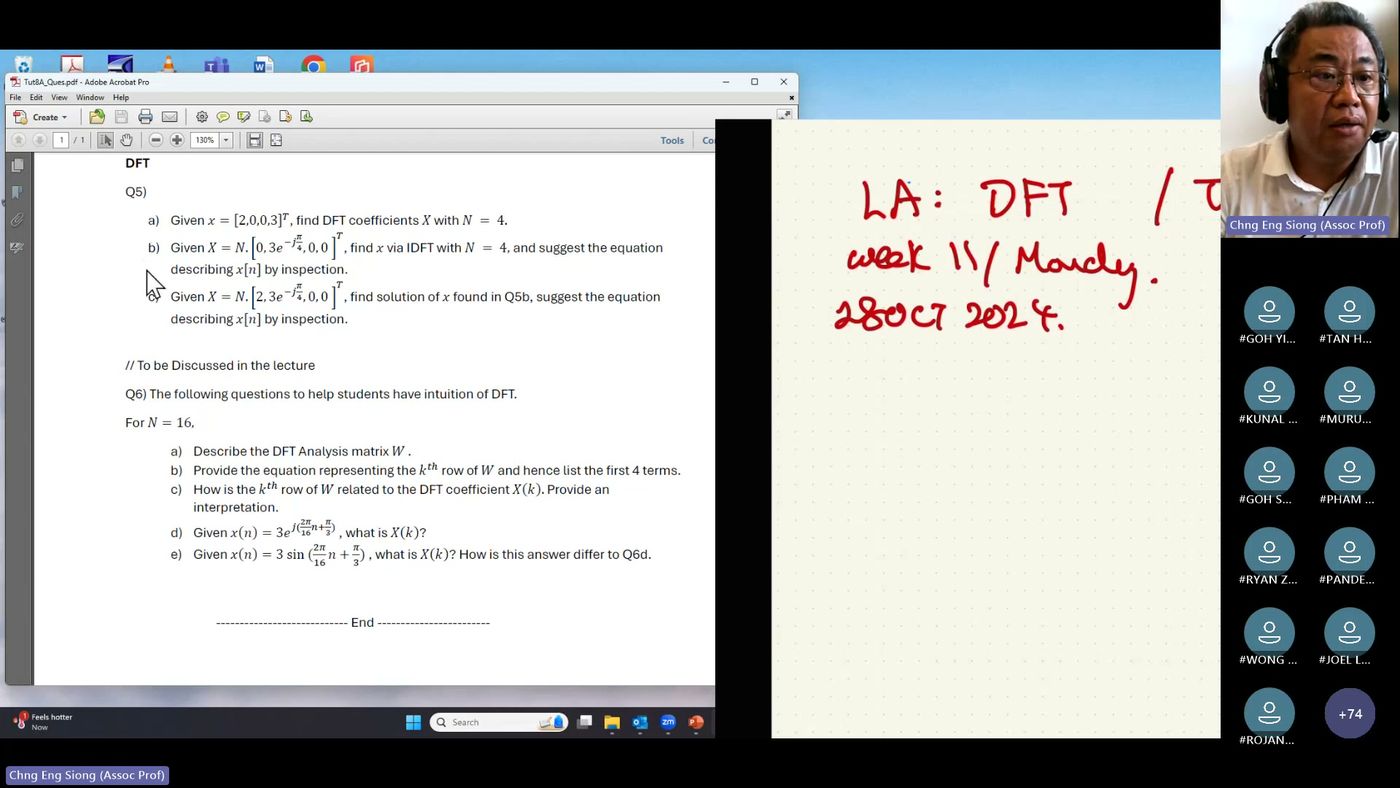 Tut8A_Ques.pdf - Adobe Acrobat Pro
File Edit View Window Help
Create
1 / 1
130%
Tools
DFT
Q5)
a) Given x = [2,0,0,3]^T, find DFT coefficients X with N = 4.
b) Given X = N. [0, 3e^{-jπ/4}, 0, 0]^T, find x via IDFT with N = 4, and suggest the equation
describing x[n] by inspection.
Given X = N. [2, 3e^{-jπ/4}, 0, 0]^T, find solution of x found in Q5b, suggest the equation
describing x[n] by inspection.
// To be Discussed in the lecture
Q6) The following questions to help students have intuition of DFT.
For N = 16,
a) Describe the DFT Analysis matrix W .
b) Provide the equation representing the k^th row of W and hence list the first 4 terms.
c) How is the k^th row of W related to the DFT coefficient X(k). Provide an
interpretation.
d) Given x(n) = 3e^{j(2π/16 n+π/3)} , what is X(k)?
e) Given x(n) = 3 sin (2π/16 n + π/3) , what is X(k)? How is this answer differ to Q6d.
--------------------------- End ------------------------
LA: DFT /
week 11/ Monday.
28OCT 2024.
Chng Eng Siong (Assoc Prof)
#GOH YI... #TAN H...
#KUNAL ... #MURU...
#GOH S... #PHAM ...
#RYAN Z... #PANDE...
#WONG ... #JOEL L...
#ROJAN... +74
Feels hotter
Now
Search
Chng Eng Siong (Assoc Prof)